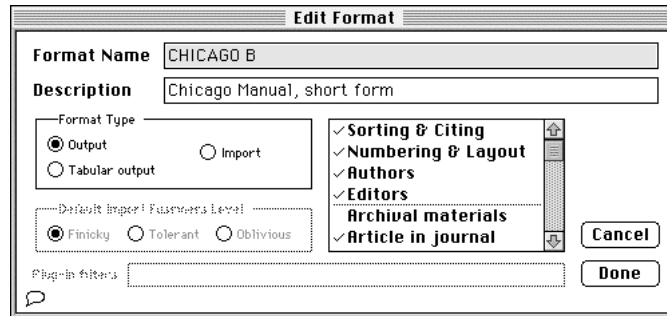 Edit Format
Format Name CHICAGO B
Description Chicago Manual, short form
Format Type
Output
Import
Tabular output
Sorting & Citing
Numbering & Layout
Authors
Editors
Archival materials
Article in journal
Default Import Fussiness Level
Finicky Tolerant Oblivious
Cancel
Plug-in filters
Done